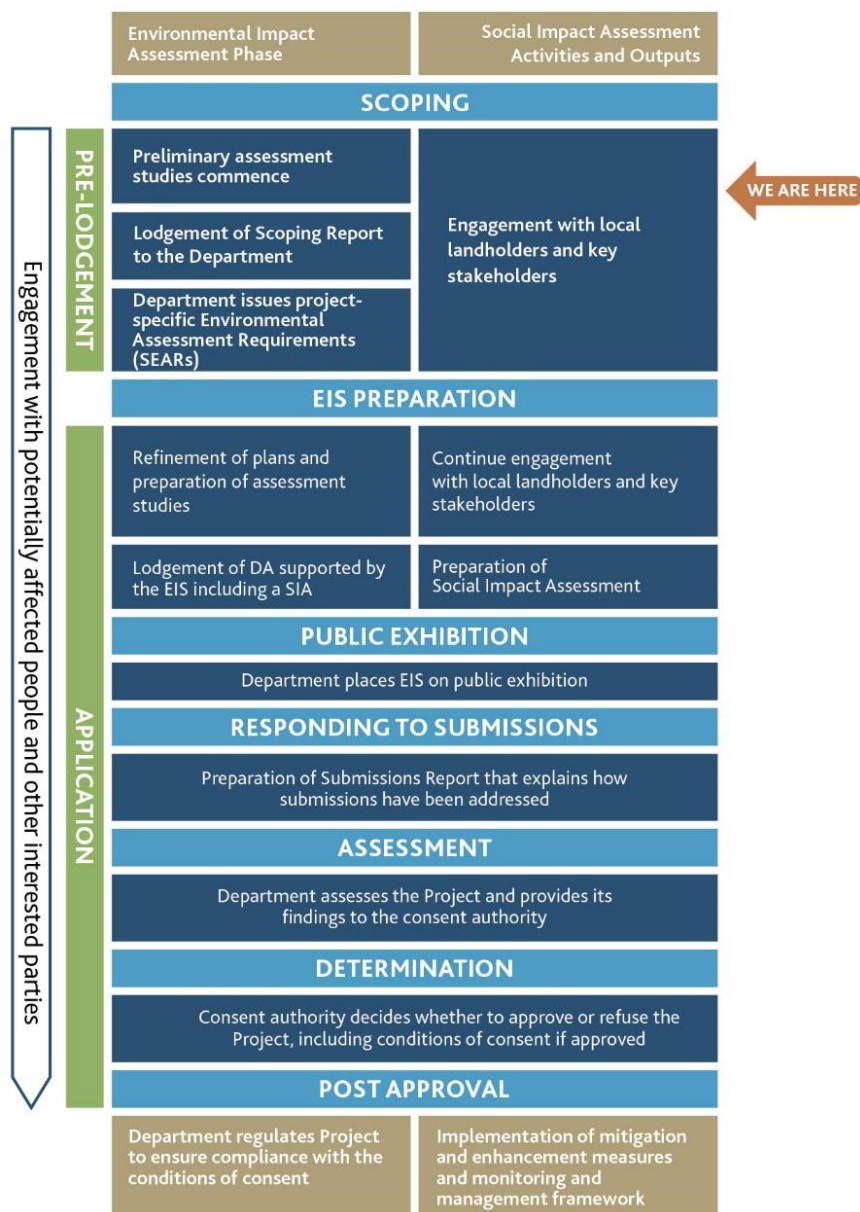 Environmental Impact
Assessment Phase
Social Impact Assessment
Activities and Outputs
SCOPING
PRE-LODGEMENT
Preliminary assessment
studies commence
Lodgement of Scoping Report
to the Department
Department issues project-
specific Environmental
Assessment Requirements
(SEARs)
Engagement with local
landholders and key
stakeholders
WE ARE HERE
Engagement with potentially affected people and other interested parties
EIS PREPARATION
APPLICATION
Refinement of plans and
preparation of assessment
studies
Continue engagement
with local landholders and key
stakeholders
Lodgement of DA supported by
the EIS including a SIA
Preparation of
Social Impact Assessment
PUBLIC EXHIBITION
Department places EIS on public exhibition
RESPONDING TO SUBMISSIONS
Preparation of Submissions Report that explains how
submissions have been addressed
ASSESSMENT
Department assesses the Project and provides its
findings to the consent authority
DETERMINATION
Consent authority decides whether to approve or refuse the
Project, including conditions of consent if approved
POST APPROVAL
Department regulates Project
to ensure compliance with the
conditions of consent
Implementation of mitigation
and enhancement measures
and monitoring and
management framework